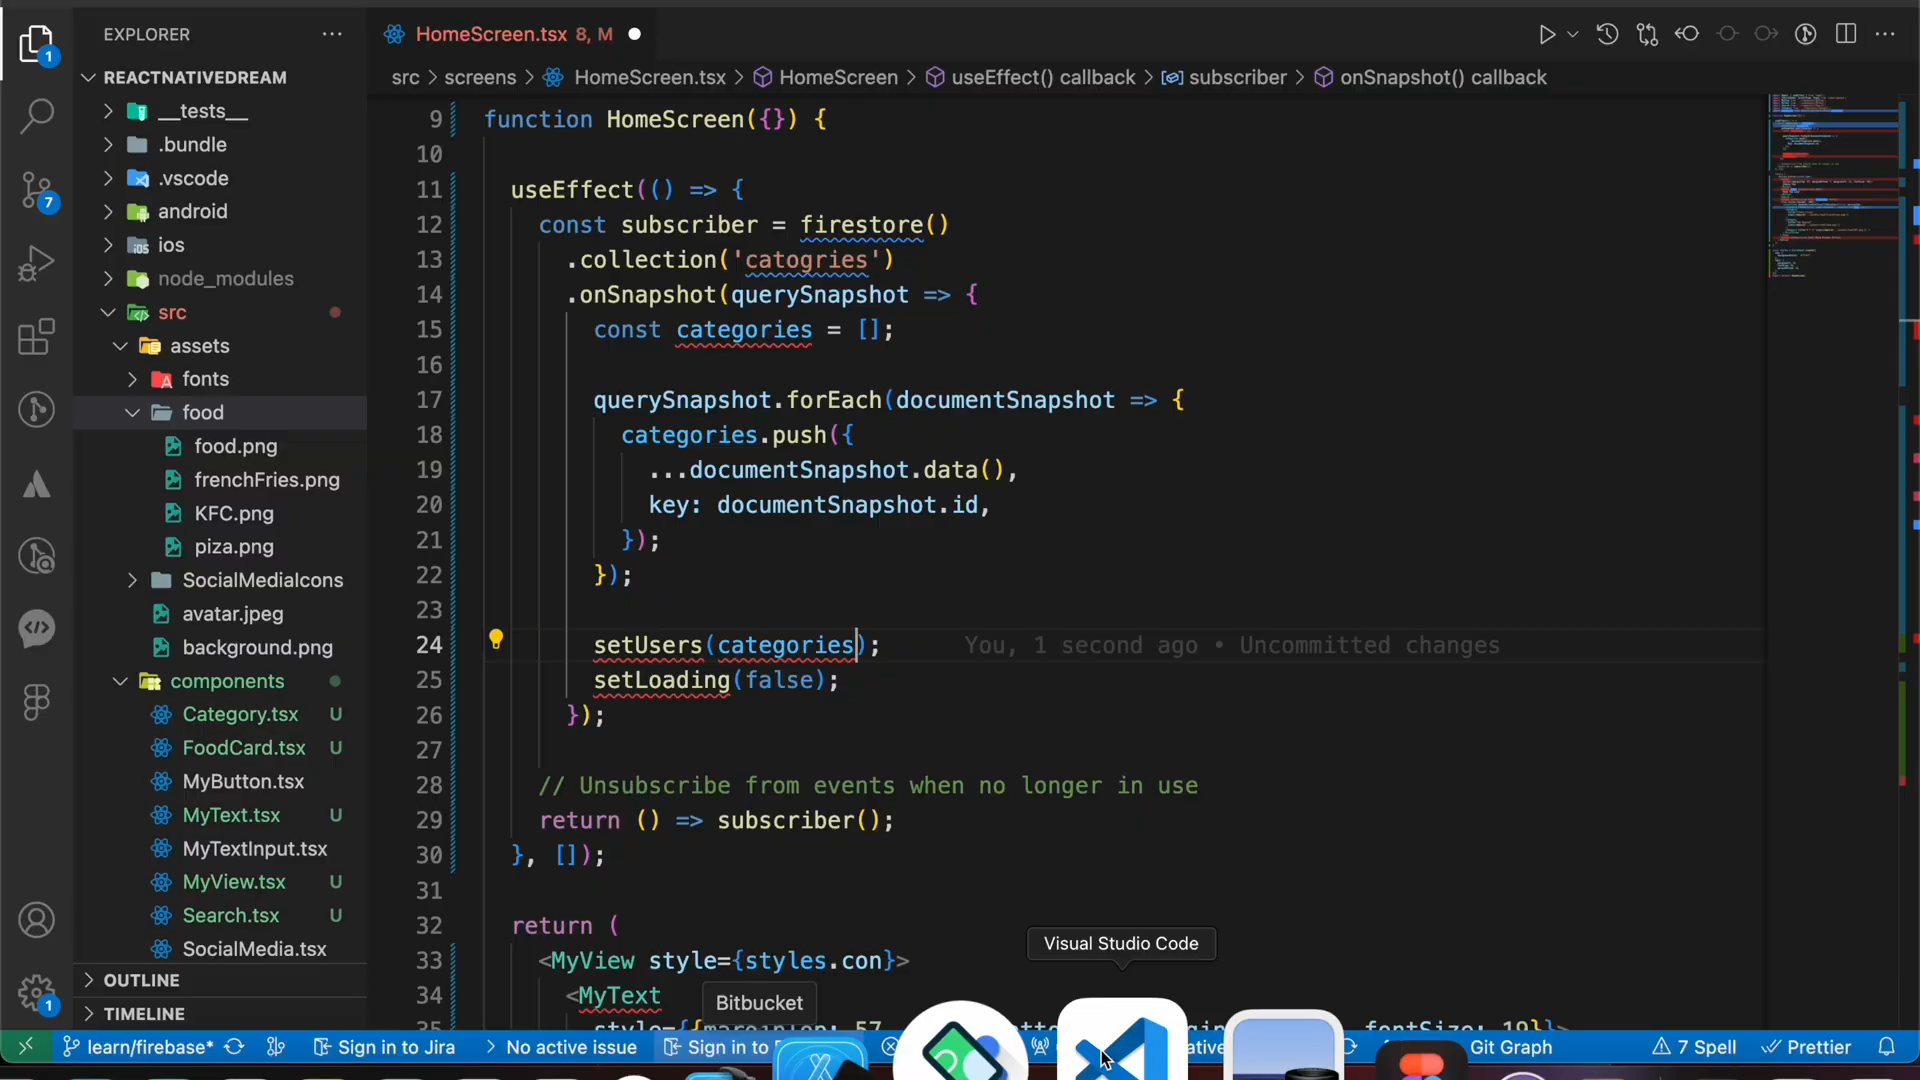 EXPLORER
HomeScreen.tsx 8, M
1
REACTNATIVEDREAM
src > screens > HomeScreen.tsx > HomeScreen > useEffect() callback > subscriber > onSnapshot() callback
__tests__
.bundle
.vscode
7
android
ios
node_modules
src
assets
fonts
food
food.png
frenchFries.png
KFC.png
piza.png
SocialMediaIcons
avatar.jpeg
background.png
components
Category.tsx U
FoodCard.tsx U
MyButton.tsx
MyText.tsx U
MyTextInput.tsx
MyView.tsx U
Search.tsx U
SocialMedia.tsx
OUTLINE
1
TIMELINE
9 function HomeScreen({}) {
10
11 useEffect(() => {
12 const subscriber = firestore()
13 .collection('catogries')
14 .onSnapshot(querySnapshot => {
15 const categories = [];
16
17 querySnapshot.forEach(documentSnapshot => {
18 categories.push({
19 ...documentSnapshot.data(),
20 key: documentSnapshot.id,
21 });
22 });
23
24 setUsers(categories); You, 1 second ago • Uncommitted changes
25 setLoading(false);
26 });
27
28 // Unsubscribe from events when no longer in use
29 return () => subscriber();
30 }, []);
31
32 return (
33 <MyView style={styles.con}>
34 <MyText
Visual Studio Code
Bitbucket
learn/firebase* Sign in to Jira No active issue Sign in to Git Graph 7 Spell Prettier